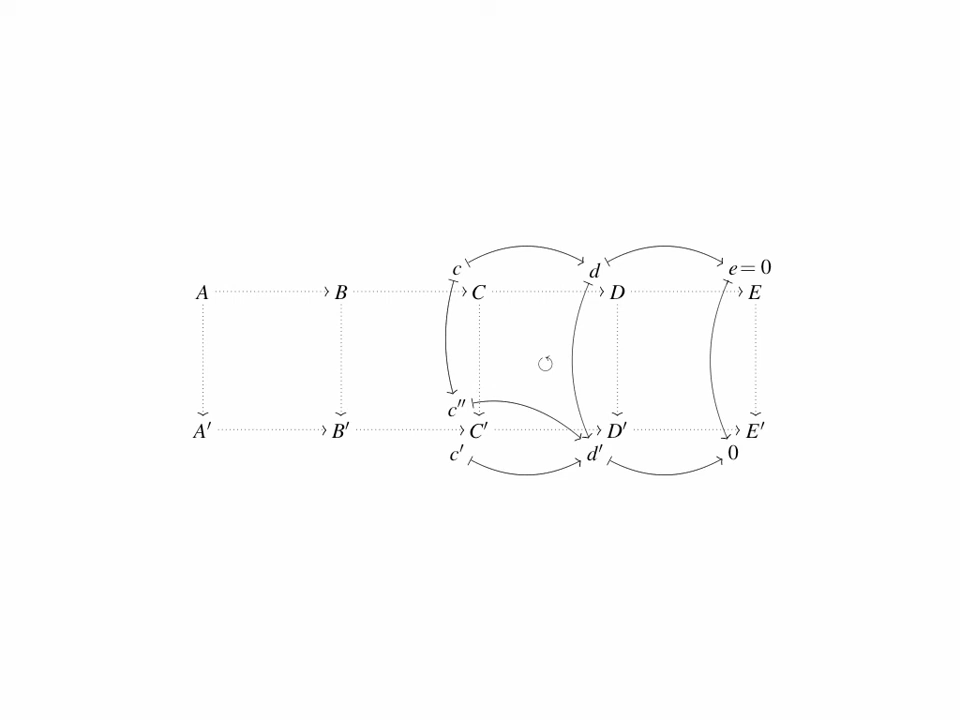 c d e = 0
A B C D E
c″
A′ B′ C′ D′ E′
c′ d′ 0